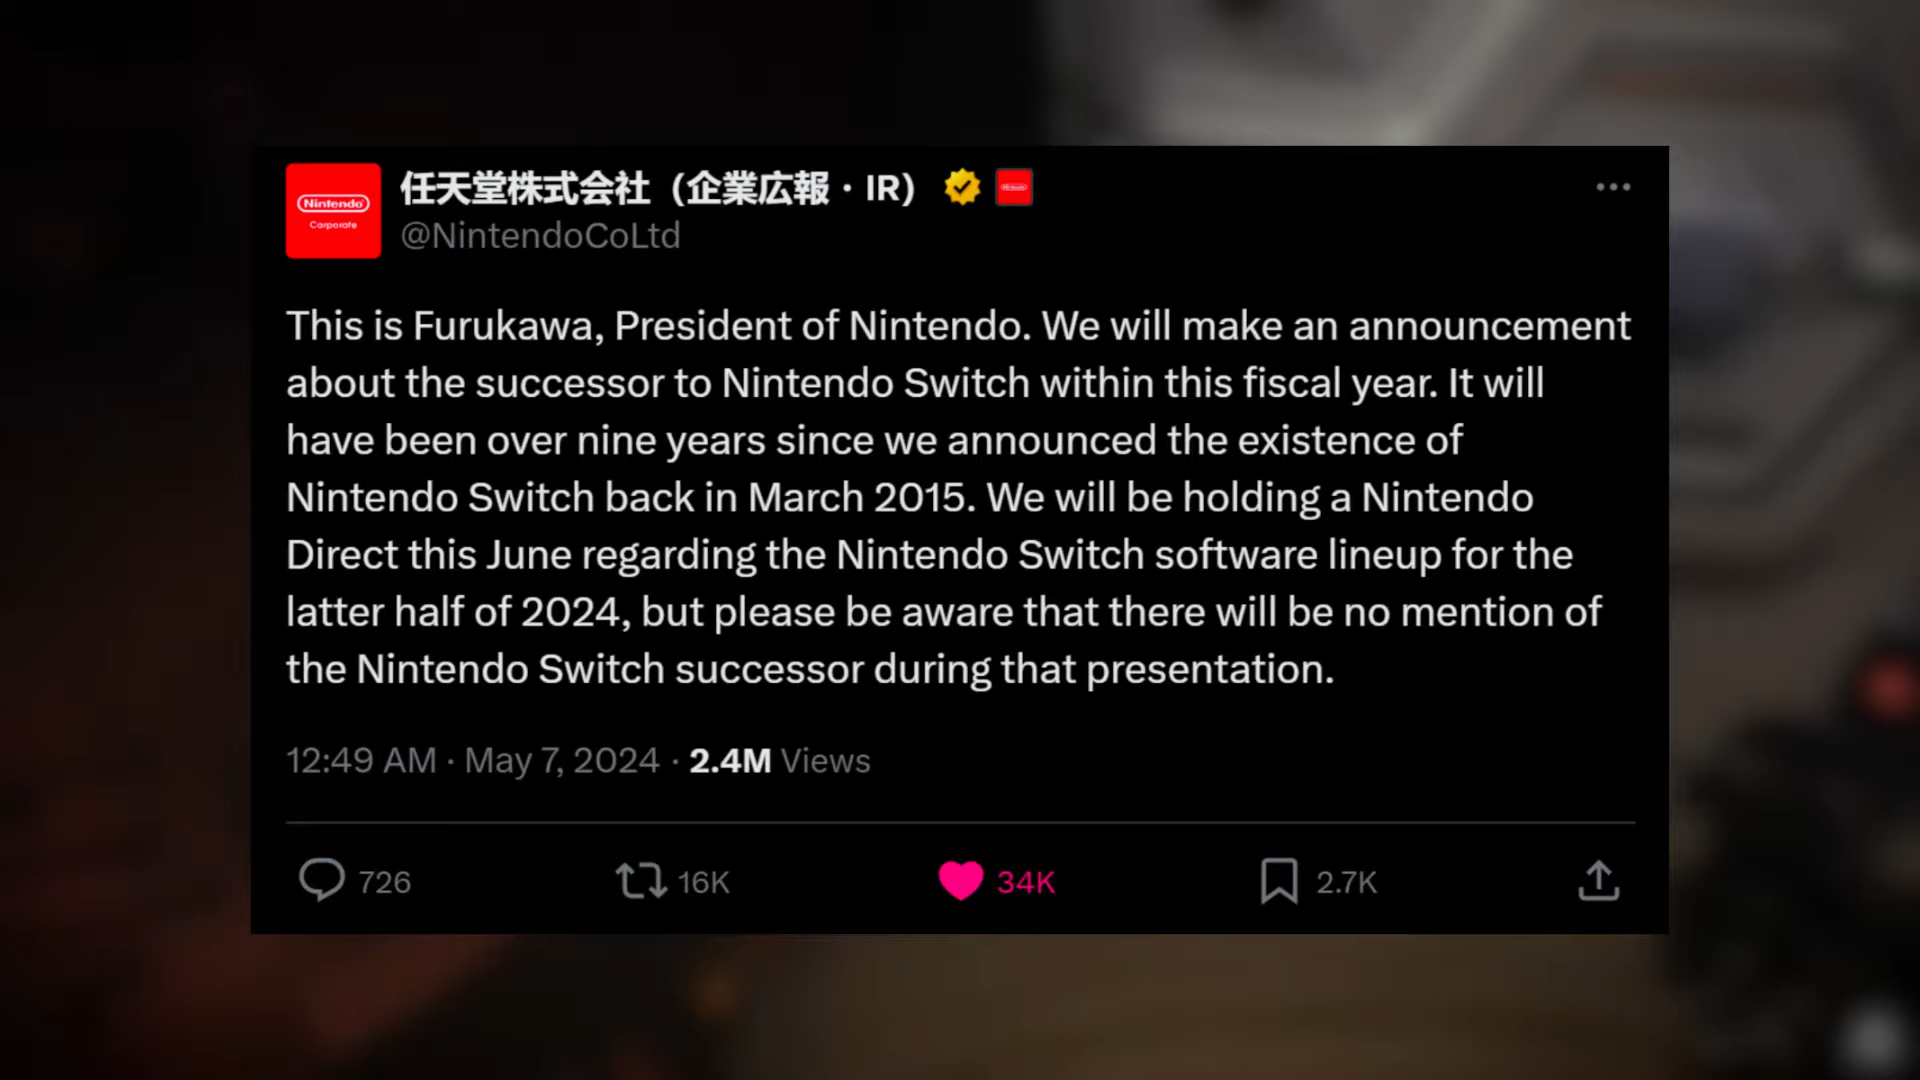 Nintendo
Corporate
任天堂株式会社（企業広報・IR）
@NintendoCoLtd
This is Furukawa, President of Nintendo. We will make an announcement
about the successor to Nintendo Switch within this fiscal year. It will
have been over nine years since we announced the existence of
Nintendo Switch back in March 2015. We will be holding a Nintendo
Direct this June regarding the Nintendo Switch software lineup for the
latter half of 2024, but please be aware that there will be no mention of
the Nintendo Switch successor during that presentation.
12:49 AM · May 7, 2024 · 2.4M Views
726 16K 34K 2.7K